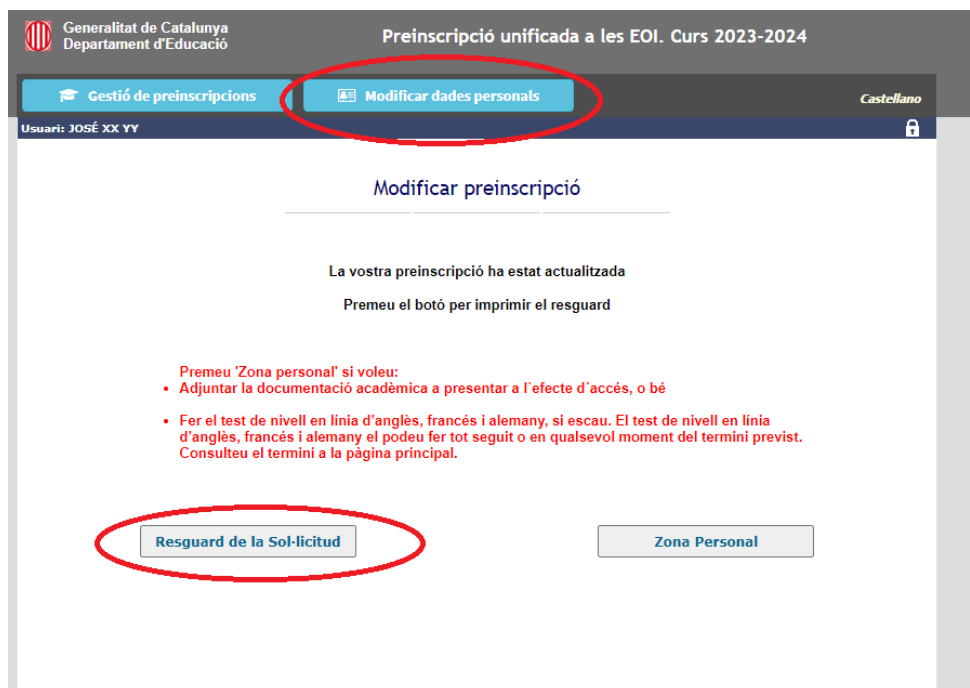 Generalitat de Catalunya
Departament d'Educació
Preinscripció unificada a les EOI. Curs 2023-2024
Gestió de preinscripcions
Modificar dades personals
Castellano
Usuari: JOSÉ XX YY
Modificar preinscripció
La vostra preinscripció ha estat actualitzada
Premeu el botó per imprimir el resguard
Premeu 'Zona personal' si voleu:
• Adjuntar la documentació acadèmica a presentar a l´efecte d´accés, o bé
• Fer el test de nivell en línia d’anglès, francés i alemany, si escau. El test de nivell en línia
d’anglès, francés i alemany el podeu fer tot seguit o en qualsevol moment del termini previst.
Consulteu el termini a la pàgina principal.
Resguard de la Sol·licitud
Zona Personal